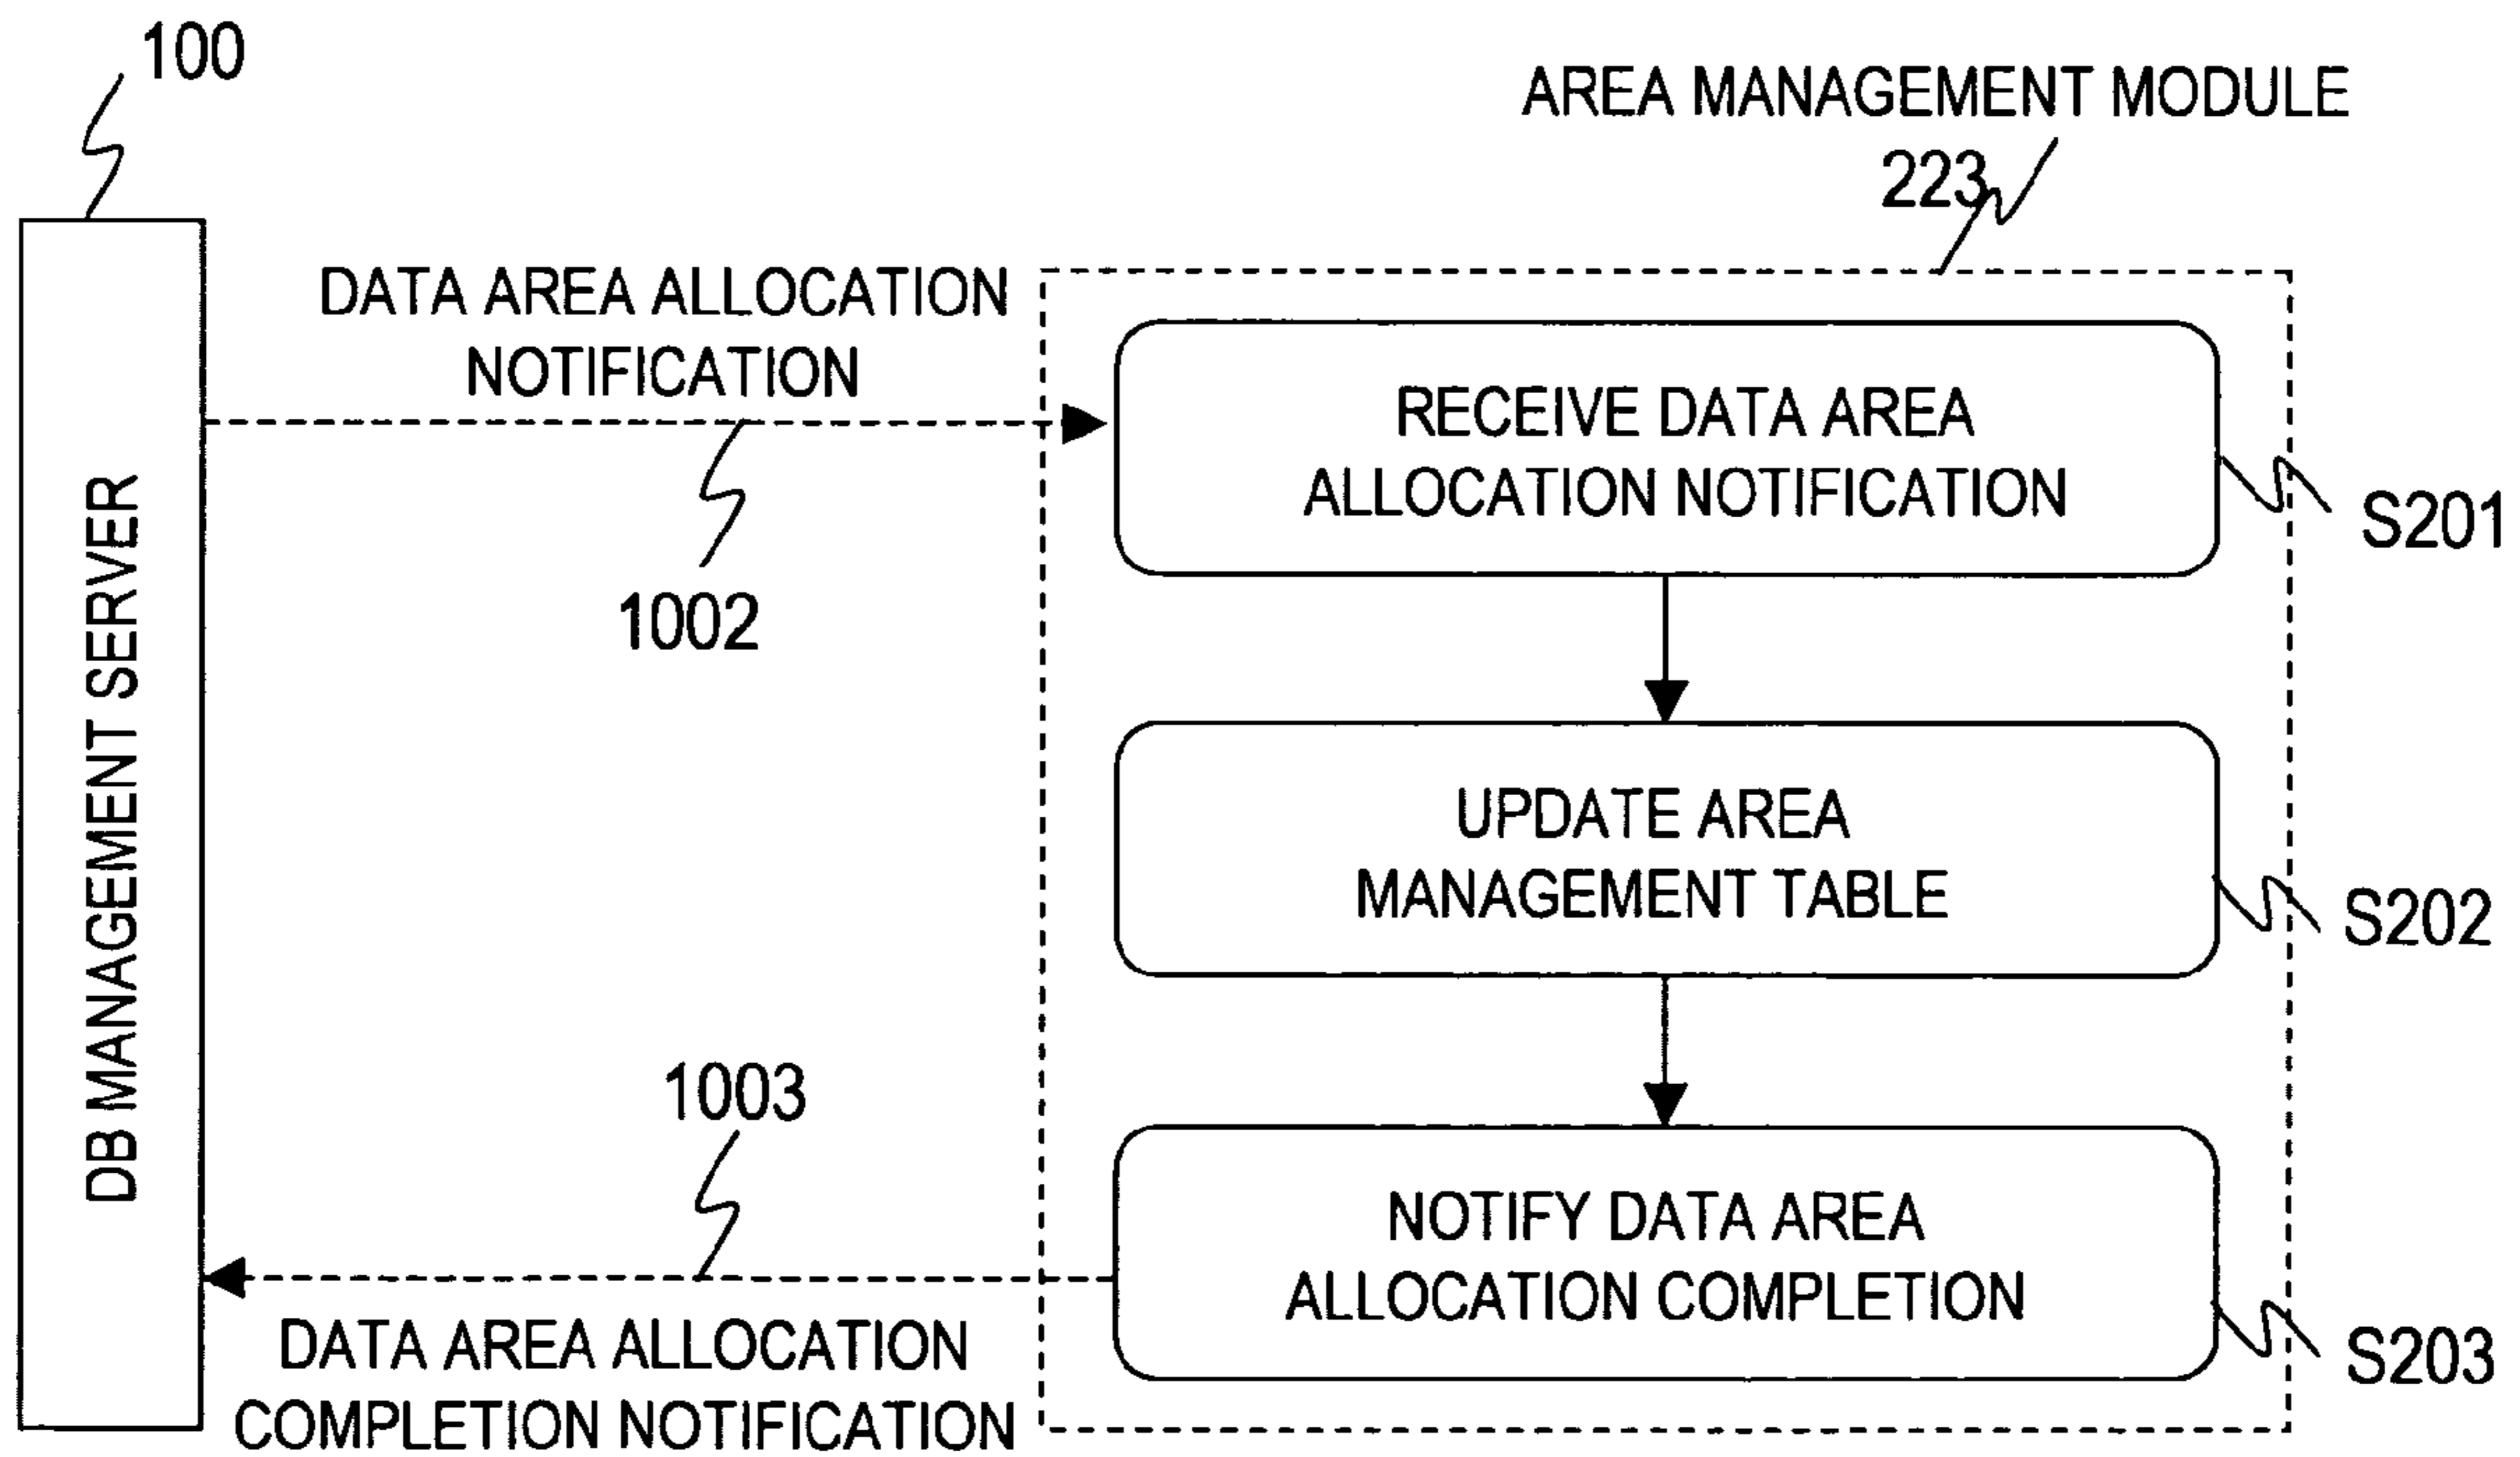 100
AREA MANAGEMENT MODULE
223
DATA AREA ALLOCATION
NOTIFICATION
RECEIVE DATA AREA
ALLOCATION NOTIFICATION
S201
1002
DB MANAGEMENT SERVER
UPDATE AREA
MANAGEMENT TABLE
S202
1003
NOTIFY DATA AREA
ALLOCATION COMPLETION
S203
DATA AREA ALLOCATION
COMPLETION NOTIFICATION